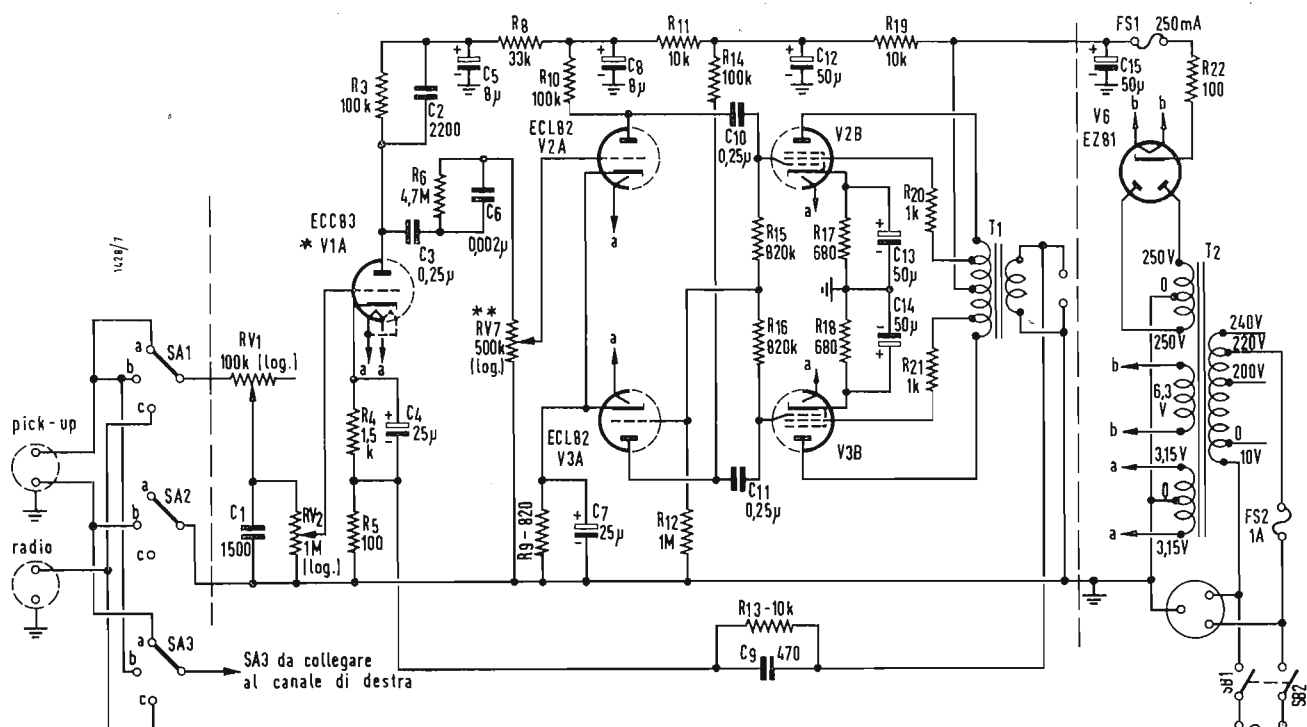 R8
33k
R11
10k
R19
10k
FS1 250mA
R3
100k
C2
2200
+
-
C5
8µ
R10
100k
+
-
C8
8µ
R14
100k
+
-
C12
50µ
+
-
C15
50µ
R22
100
b b
V6
EZ81
ECL82
V2A
C10
0,25µ
V2B
R6
4,7M
C6
0,002µ
ECC83
* V1A
C3
0,25µ
a
a
R20
1k
R15
820k
R17
680
+
-
C13
50µ
T1
T2
250V
0
250V
1428/1
**
RV7
500k
(log.)
R16
820k
R18
680
C14
50µ
-
+
R21
1k
240V
220V
200V
0
10V
b
6,3
V
b
a
b
c
SA1
RV1
100k (log.)
a a
a
a
pick-up
R4
1,5
k
+
-
C4
25µ
ECL82
V3A
V3B
C11
0,25µ
a
3,15V
0
a
3,15V
FS2
1A
a
b
c
SA2
C1
1500
RV2
1M
(log.)
R5
100
R9-820
+
-
C7
25µ
R12
1M
radio
R13-10k
C9 470
a
b
c
SA3
SA3 da collegare
al canale di destra
SB1
SB2